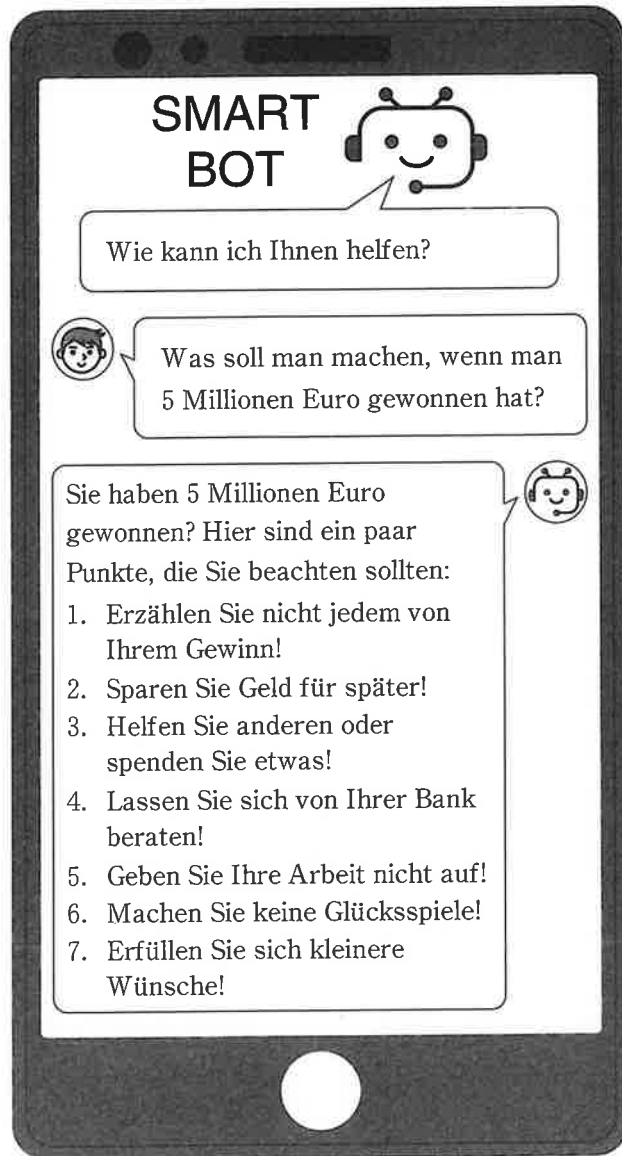 SMART
BOT
Wie kann ich Ihnen helfen?
Was soll man machen, wenn man
5 Millionen Euro gewonnen hat?
Sie haben 5 Millionen Euro
gewonnen? Hier sind ein paar
Punkte, die Sie beachten sollten:
1. Erzählen Sie nicht jedem von
Ihrem Gewinn!
2. Sparen Sie Geld für später!
3. Helfen Sie anderen oder
spenden Sie etwas!
4. Lassen Sie sich von Ihrer Bank
beraten!
5. Geben Sie Ihre Arbeit nicht auf!
6. Machen Sie keine Glücksspiele!
7. Erfüllen Sie sich kleinere
Wünsche!